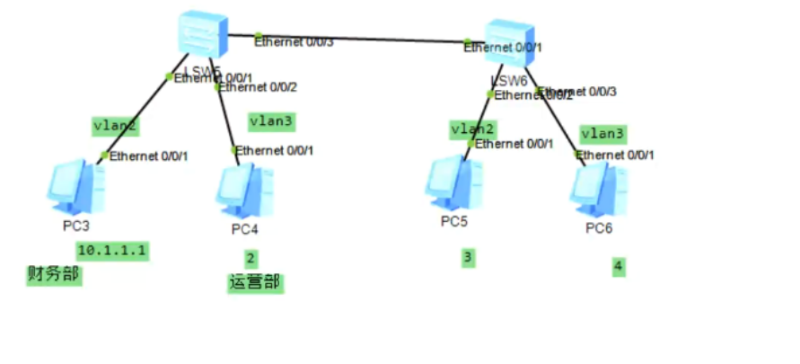 Ethernet 0/0/3
Ethernet 0/0/1
LSW5
Ethernet 0/0/1
Ethernet 0/0/2
LSW6
Ethernet 0/0/2
Ethernet 0/0/3
vlan2
vlan3
vlan2
vlan3
Ethernet 0/0/1
Ethernet 0/0/1
Ethernet 0/0/1
Ethernet 0/0/1
PC3
PC4
PC5
PC6
10.1.1.1
2
3
4
财务部
运营部